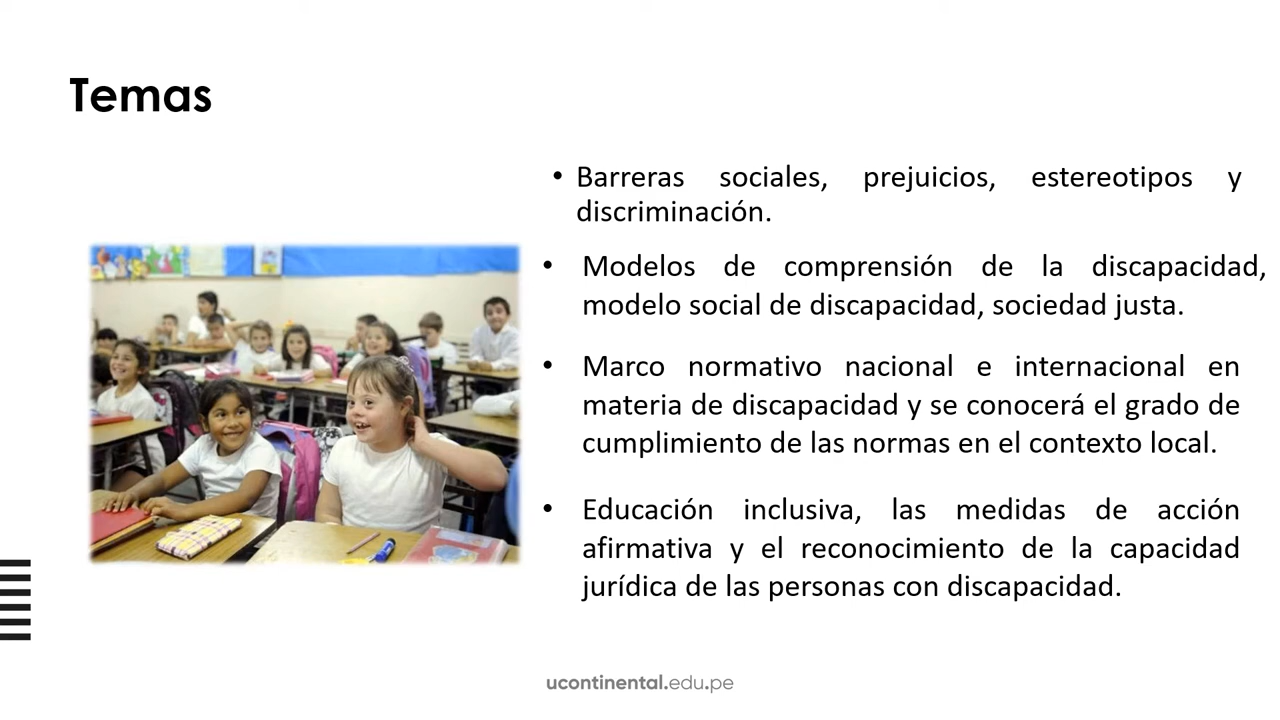 Temas
• Barreras sociales, prejuicios, estereotipos y
discriminación.
• Modelos de comprensión de la discapacidad,
modelo social de discapacidad, sociedad justa.
• Marco normativo nacional e internacional en
materia de discapacidad y se conocerá el grado de
cumplimiento de las normas en el contexto local.
• Educación inclusiva, las medidas de acción
afirmativa y el reconocimiento de la capacidad
jurídica de las personas con discapacidad.
ucontinental.edu.pe